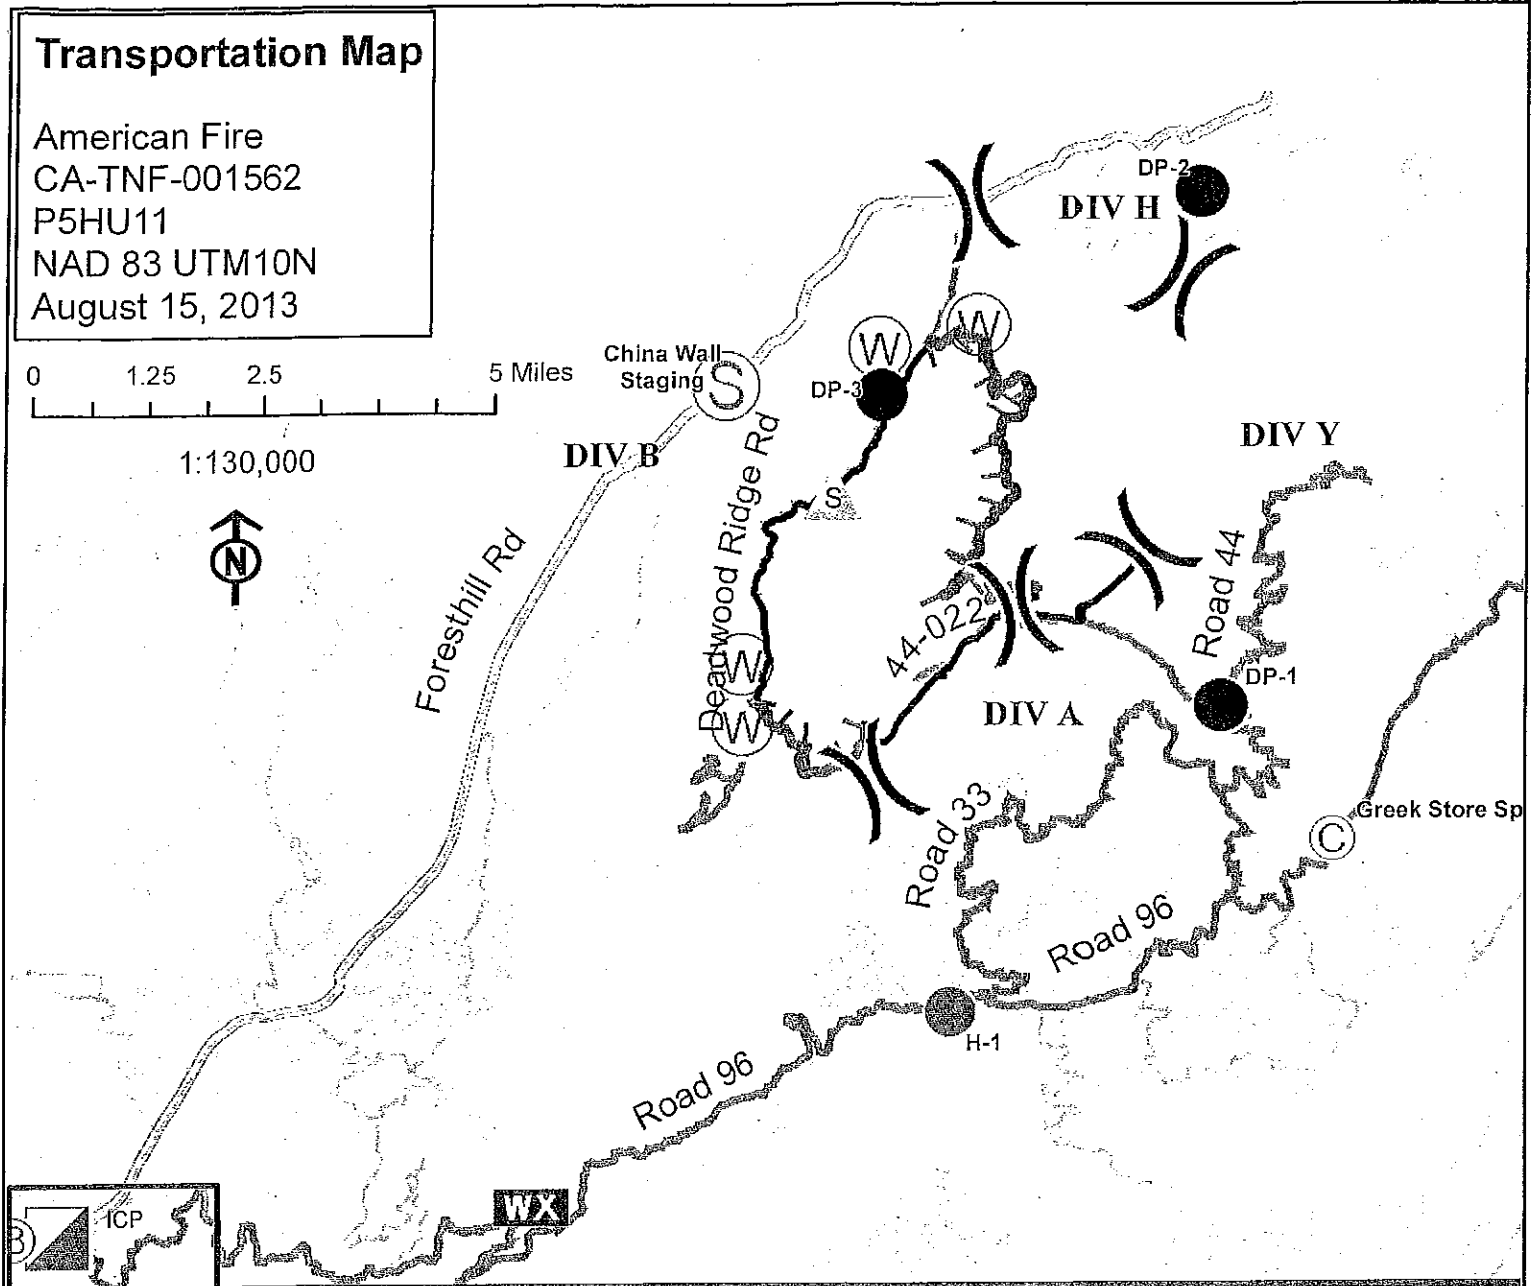 Transportation Map
American Fire
CA-TNF-001562
P5HU11
NAD 83 UTM10N
August 15, 2013
0 1.25 2.5 5 Miles
1:130,000
N
DP-2
DIV H
China Wall
Staging
S
W
W
DP-3
DIV B
DIV Y
S
Deadwood Ridge Rd
Foresthill Rd
Road 44
44-022
W
W
DP-1
DIV A
Road 33
Greek Store Sp
C
Road 96
H-1
Road 96
WX
ICP
B